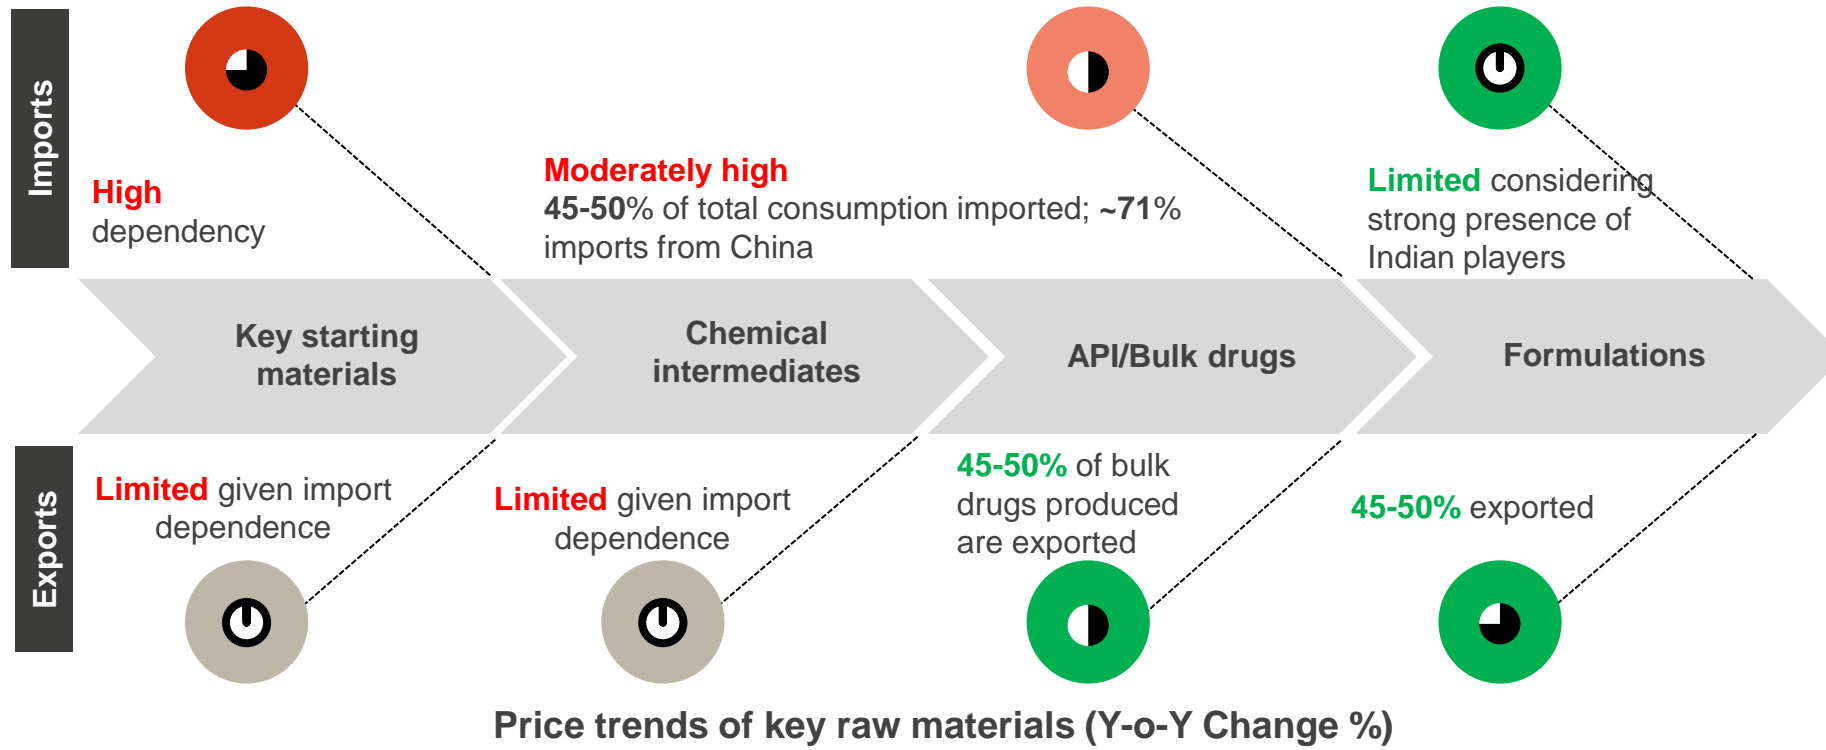 Imports
High
dependency
Moderately high
45-50% of total consumption imported; ~71%
imports from China
Limited considering
strong presence of
Indian players
Key starting
materials
Chemical
intermediates
API/Bulk drugs
Formulations
Exports
Limited given import
dependence
Limited given import
dependence
45-50% of bulk
drugs produced
are exported
45-50% exported
Price trends of key raw materials (Y-o-Y Change %)